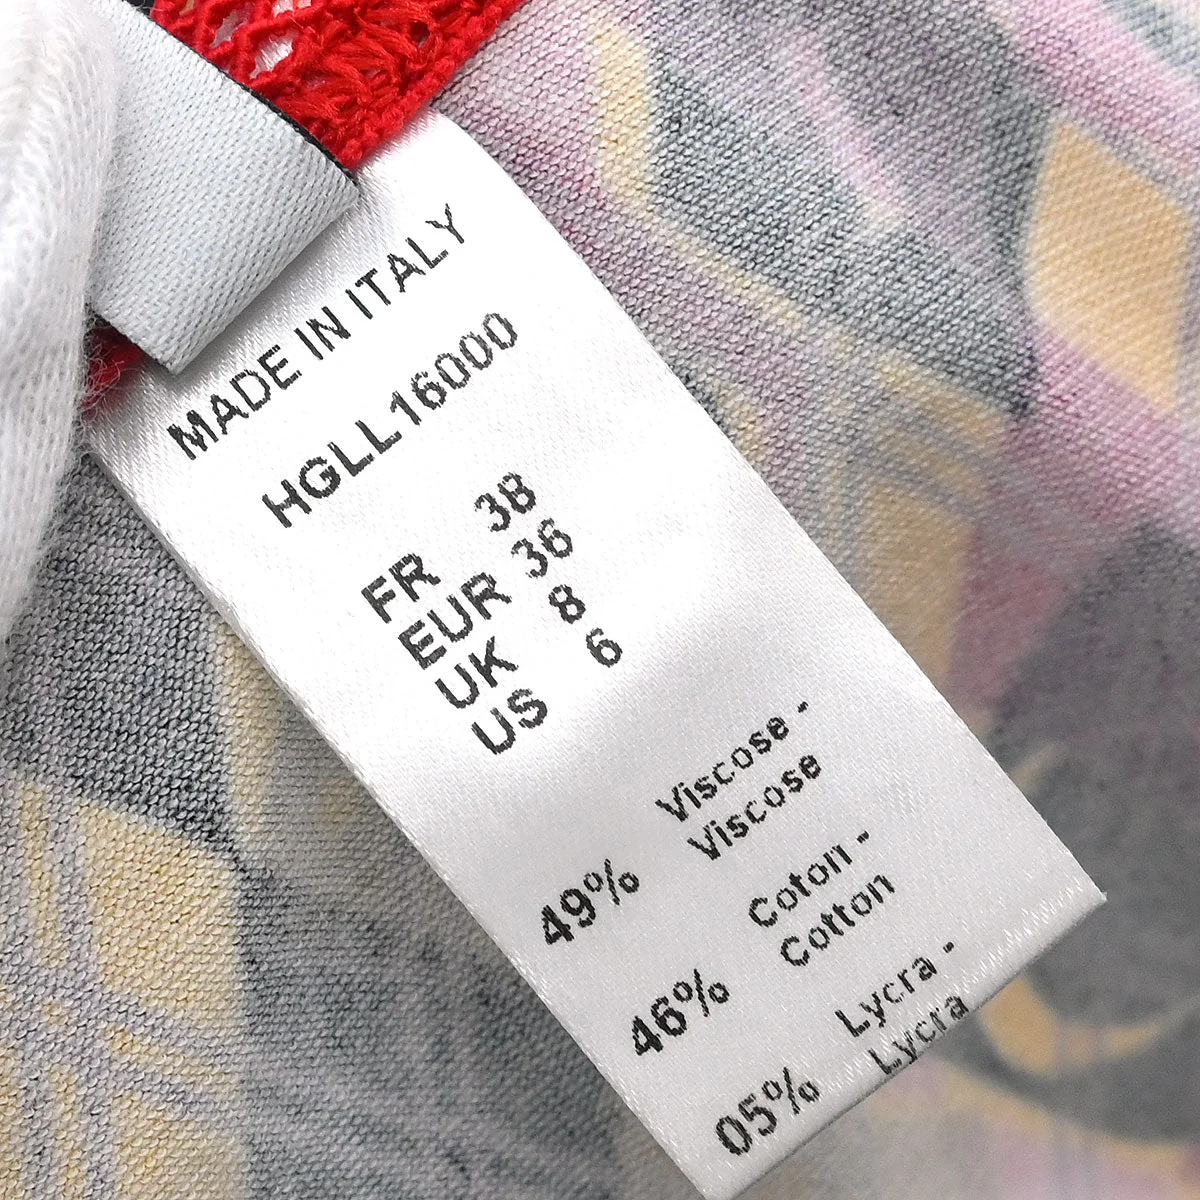 MADE IN ITALY
HGLL16000
FR 38
EUR 36
UK 8
US 6
Viscose -
49% Viscose
Coton -
46% Cotton
Lycra -
05% Lycra